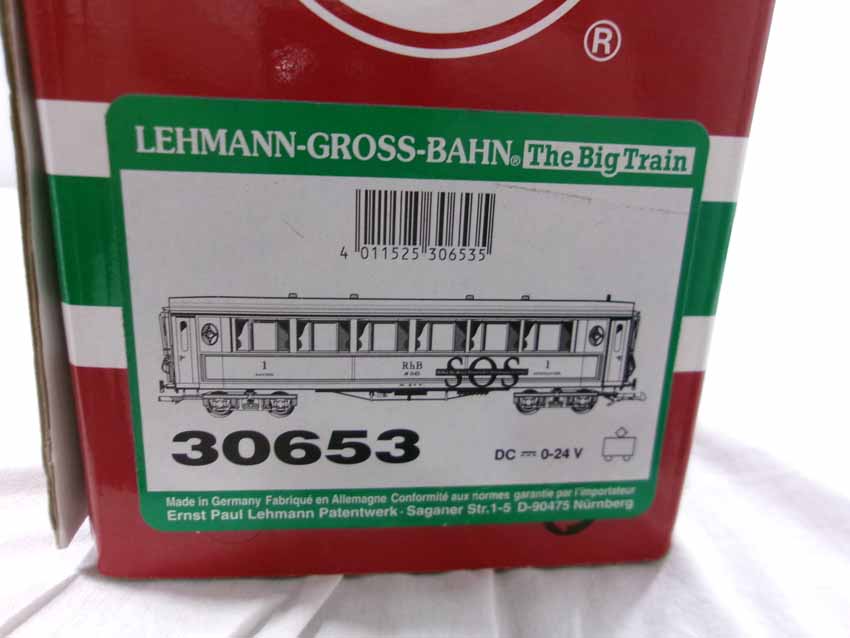 ®
LEHMANN-GROSS-BAHN® The Big Train
4 011525 306535
1 RhB SOS 1
30653 DC 0-24 V
Made in Germany Fabriqué en Allemagne Conformité aux normes garantie par l'importateur
Ernst Paul Lehmann Patentwerk · Saganer Str.1-5 D-90475 Nürnberg